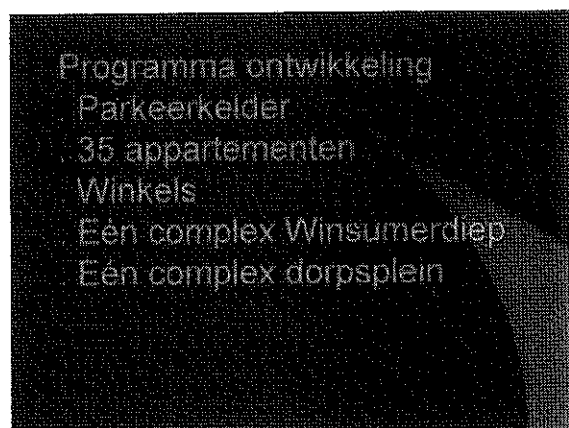 Programma ontwikkeling
Parkeerkelder
35 appartementen
Winkels
Eén complex Winsumerdiep
Eén complex dorpsplein